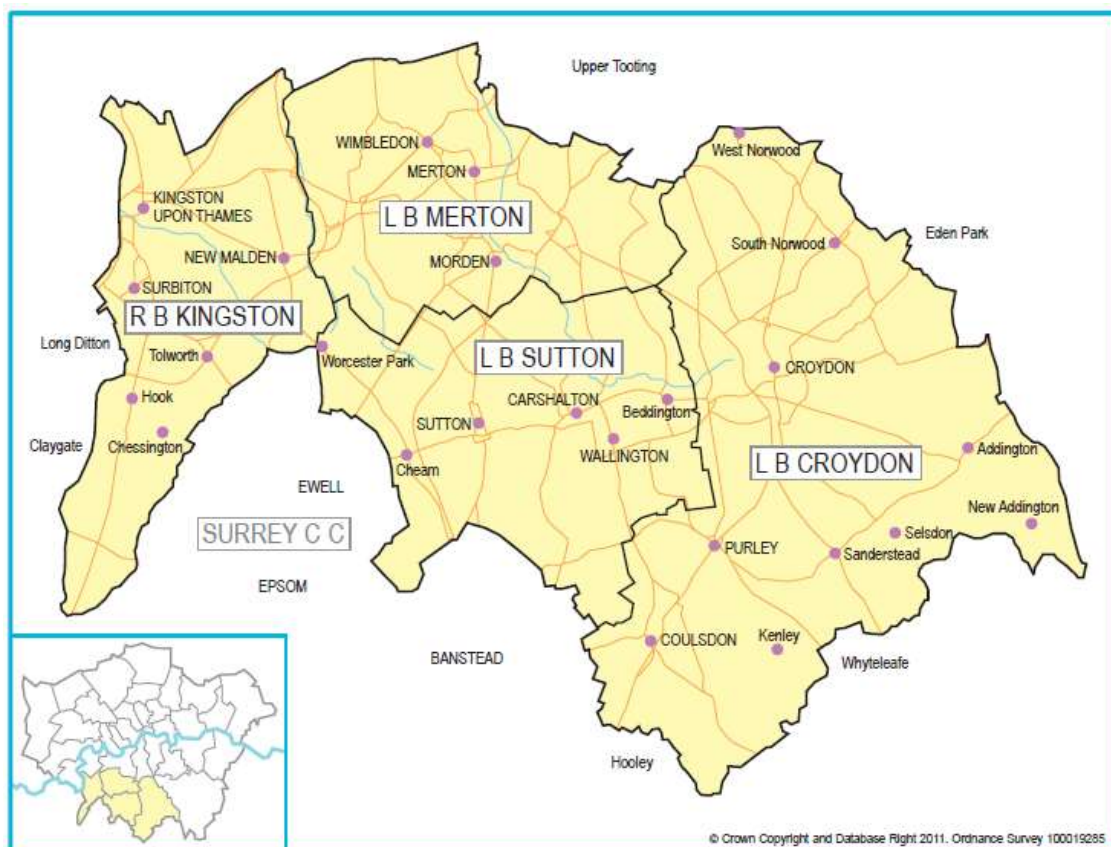 Upper Tooting
WIMBLEDON
West Norwood
MERTON
KINGSTON
UPON THAMES
L B MERTON
Eden Park
South Norwood
NEW MALDEN
MORDEN
SURBITON
R B KINGSTON
Long Ditton
Tolworth
Worcester Park
L B SUTTON
CROYDON
Hook
CARSHALTON
Beddington
SUTTON
Claygate
Chessington
Cheam
WALLINGTON
L B CROYDON
Addington
EWELL
New Addington
SURREY C C
Selsdon
PURLEY
Sanderstead
EPSOM
COULSDON
Kenley
BANSTEAD
Whyteleafe
Hooley
© Crown Copyright and Database Right 2011. Ordnance Survey 100019285